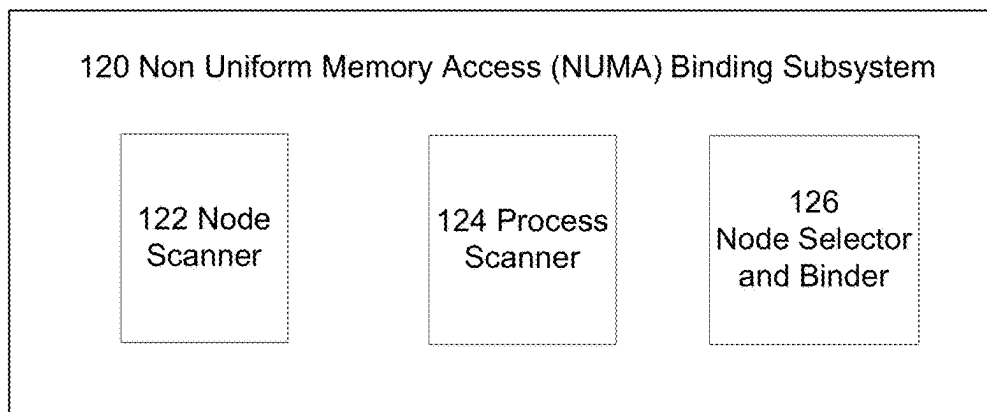 120 Non Uniform Memory Access (NUMA) Binding Subsystem
122 Node
Scanner
124 Process
Scanner
126
Node Selector
and Binder